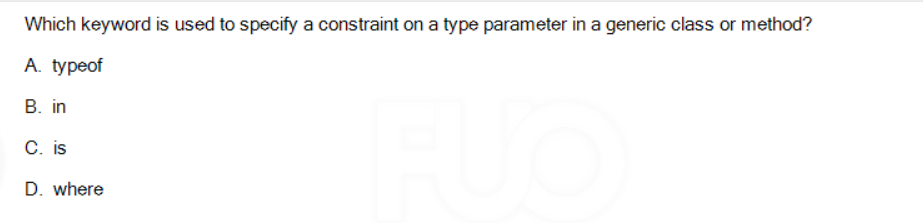 Which keyword is used to specify a constraint on a type parameter in a generic class or method?
A. typeof
B. in
C. is
D. where
FUO